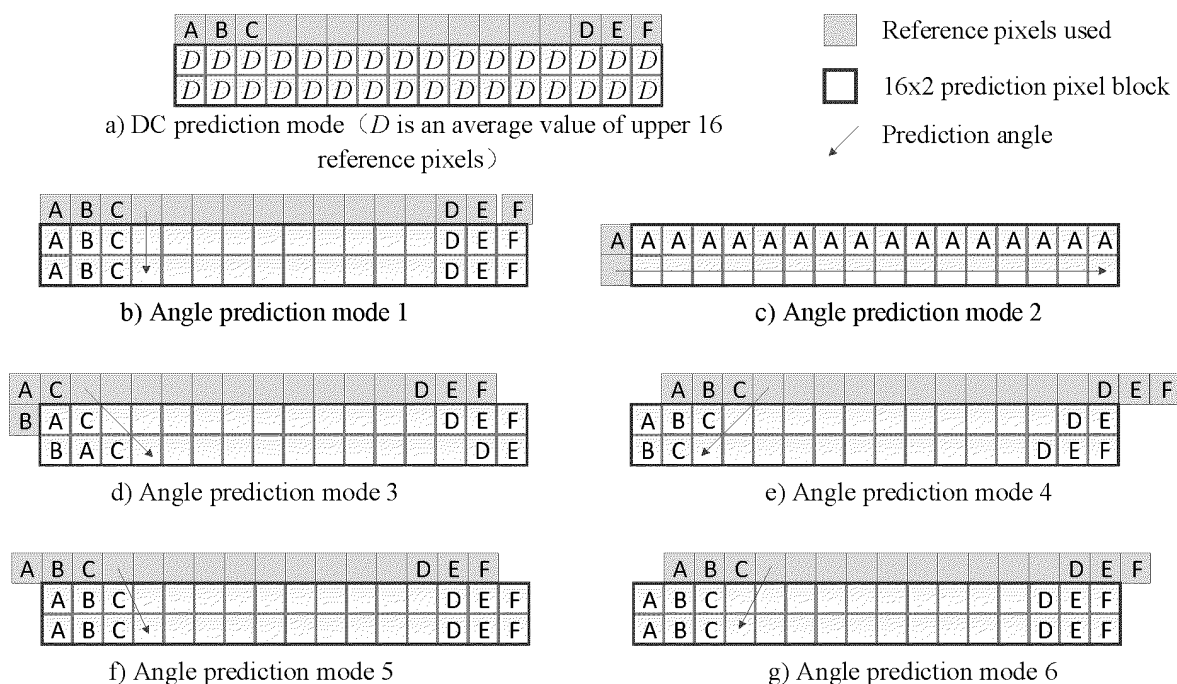 A B C D E F
D D D D D D D D D D D D D D D D
D D D D D D D D D D D D D D D D
a) DC prediction mode（D is an average value of upper 16
reference pixels）
Reference pixels used
16x2 prediction pixel block
Prediction angle
A B C D E F
A B C D E F
A B C D E F
b) Angle prediction mode 1
A A A A A A A A A A A A A A A A A
c) Angle prediction mode 2
A C D E F
B A C D E F
B A C D E
d) Angle prediction mode 3
A B C D E F
A B C D E
B C D E F
e) Angle prediction mode 4
A B C D E F
A B C D E F
A B C D E F
f) Angle prediction mode 5
A B C D E F
A B C D E F
A B C D E F
g) Angle prediction mode 6